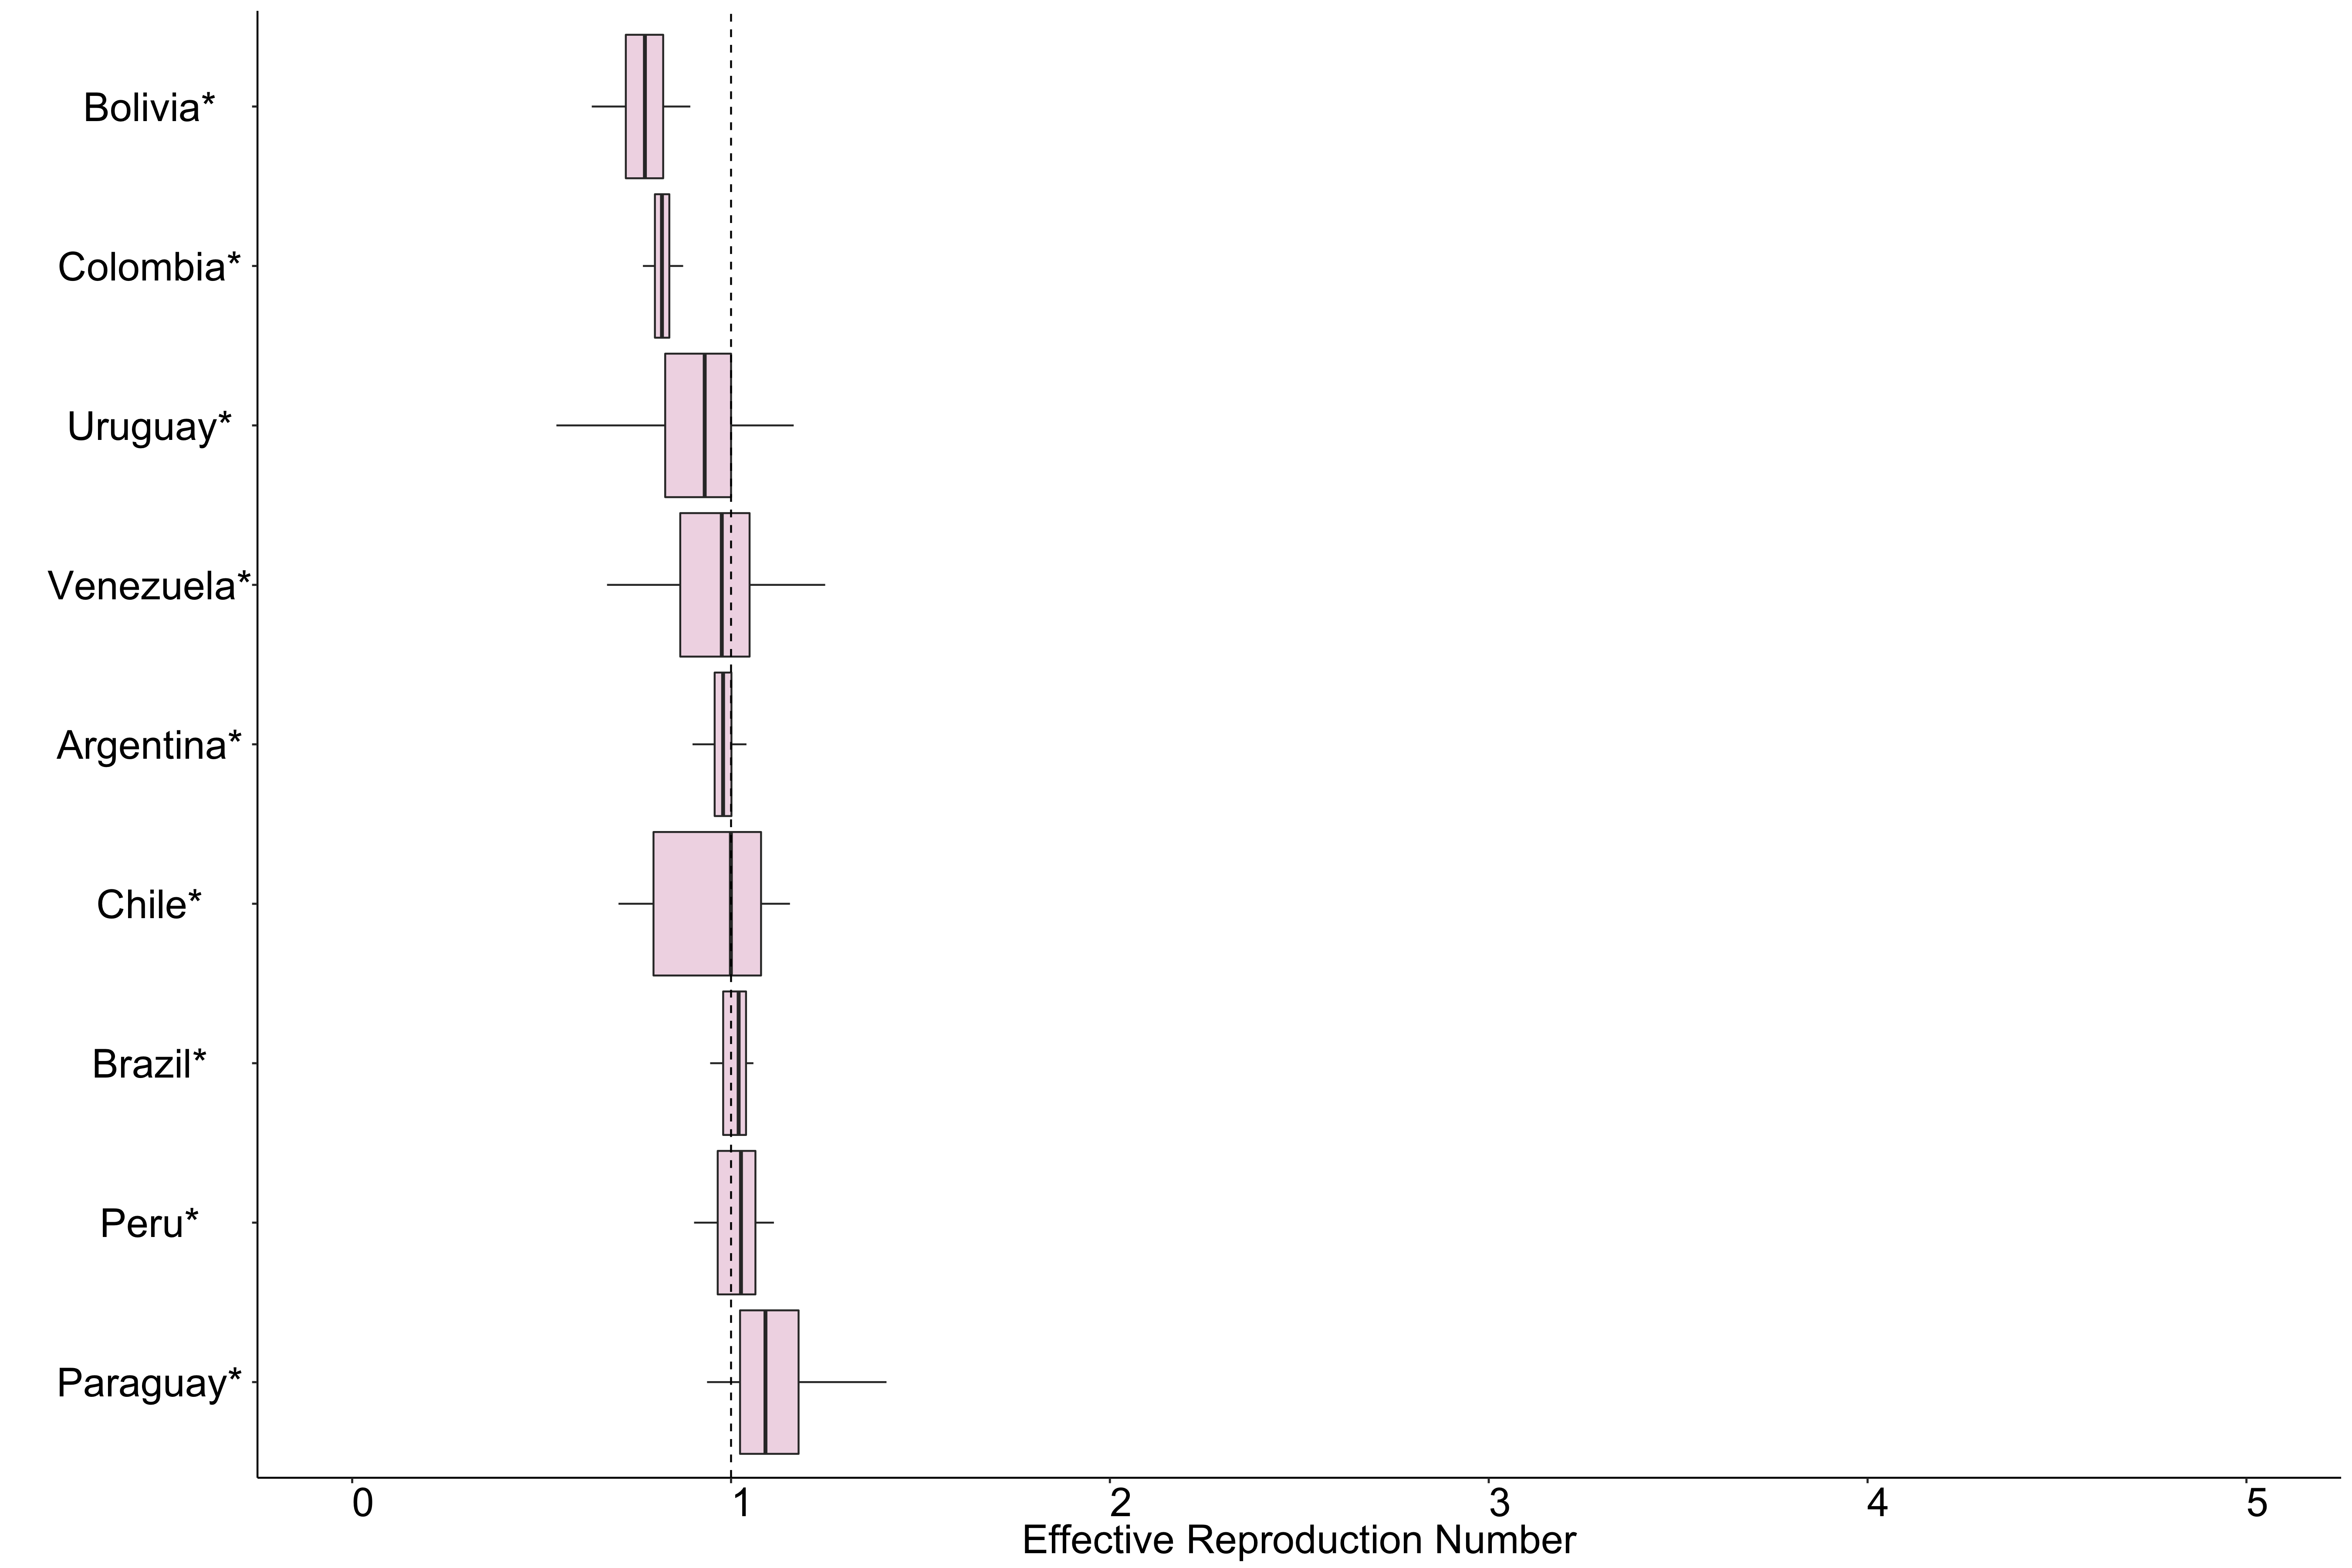 Bolivia*
Colombia*
Uruguay*
Venezuela*
Argentina*
Chile*
Brazil*
Peru*
Paraguay*
0 1 2 3 4 5
Effective Reproduction Number